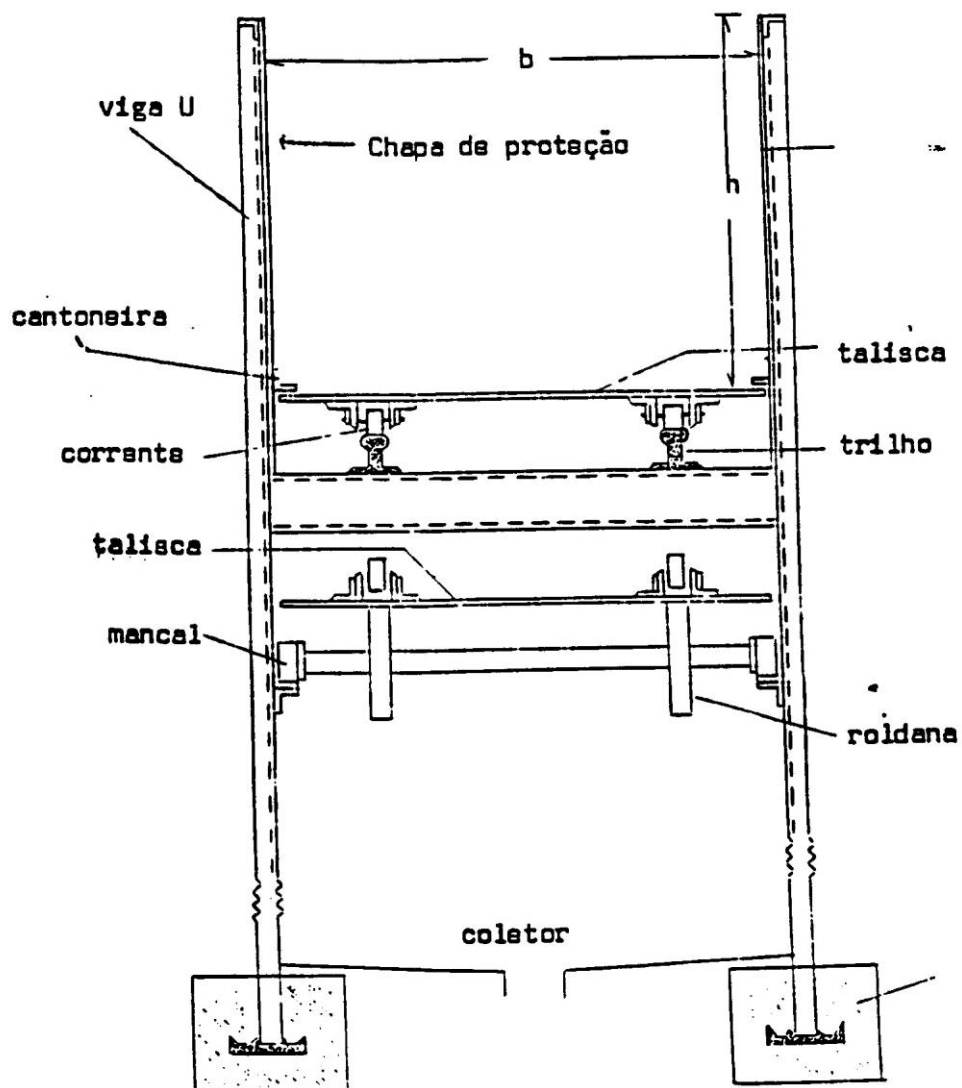 b
viga U
Chapa de proteção
h
cantoneira
talisca
corrente
trilho
talisca
mancal
roldana
coletor